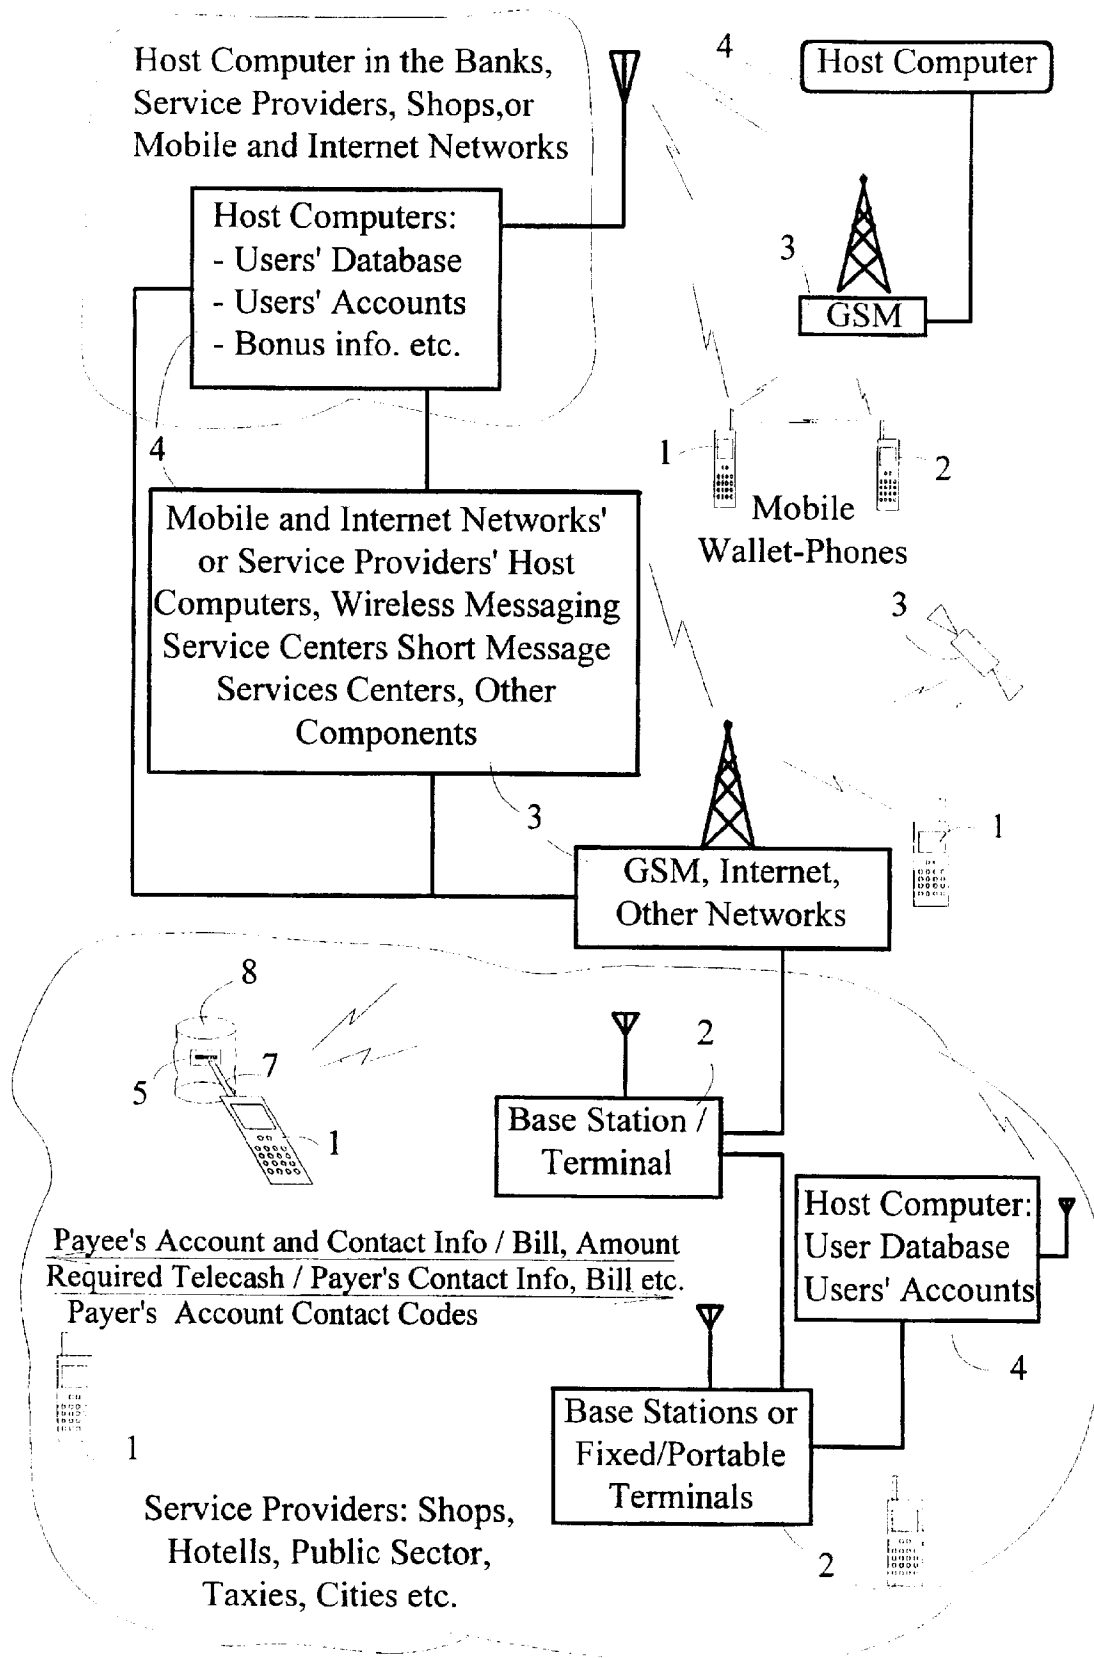 Host Computer in the Banks,
Service Providers, Shops,or
Mobile and Internet Networks
4
Host Computer
Host Computers:
- Users' Database
- Users' Accounts
- Bonus info. etc.
3
GSM
4
1
2
Mobile
Wallet-Phones
Mobile and Internet Networks'
or Service Providers' Host
Computers, Wireless Messaging
Service Centers Short Message
Services Centers, Other
Components
3
3
1
GSM, Internet,
Other Networks
8
5
7
1
2
Base Station /
Terminal
Host Computer:
User Database
Users' Accounts
Payee's Account and Contact Info / Bill, Amount
Required Telecash / Payer's Contact Info, Bill etc.
Payer's Account Contact Codes
4
1
Base Stations or
Fixed/Portable
Terminals
2
Service Providers: Shops,
Hotells, Public Sector,
Taxies, Cities etc.